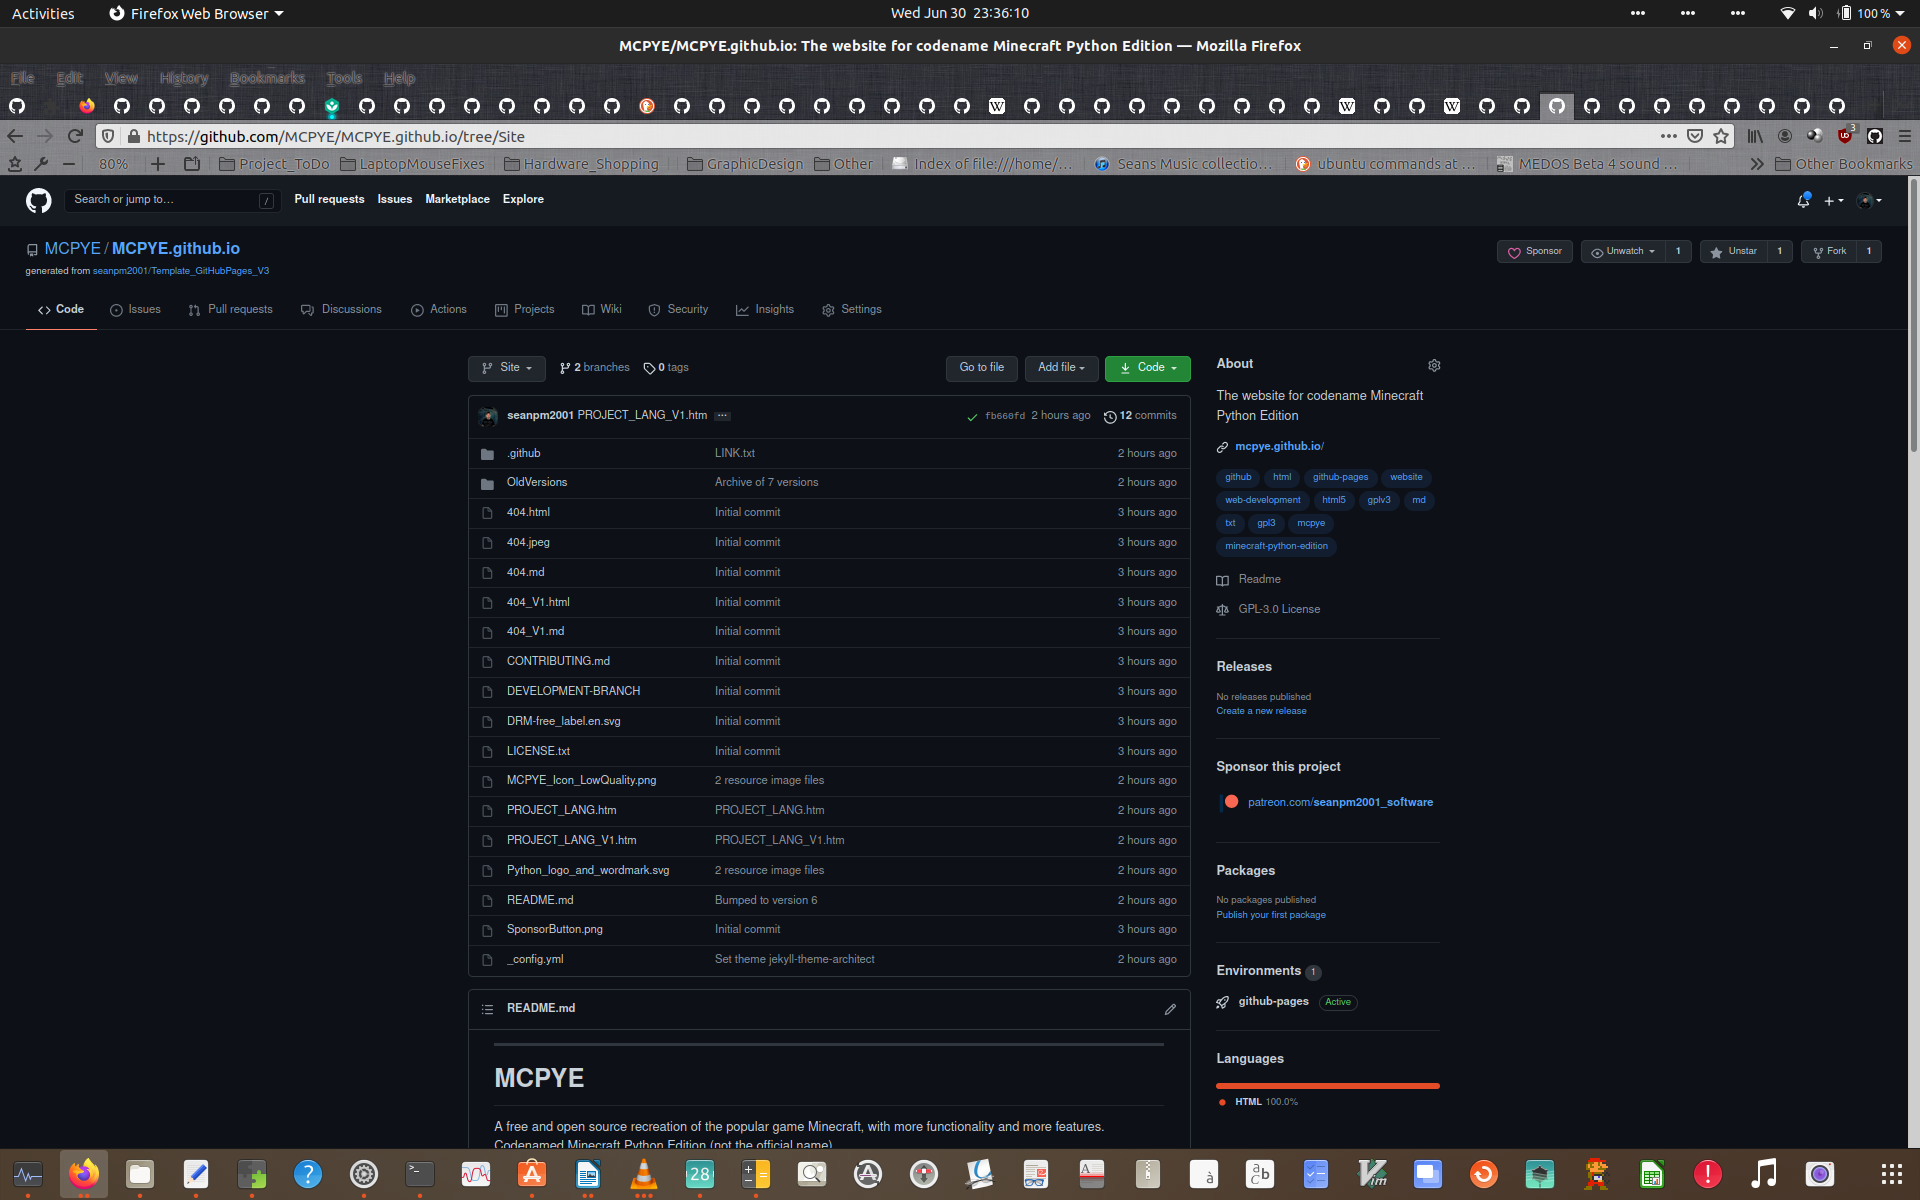 Activities Firefox Web Browser Wed Jun 30 23:36:10 100 %
MCPYE/MCPYE.github.io: The website for codename Minecraft Python Edition — Mozilla Firefox
File Edit View History Bookmarks Tools Help
https://github.com/MCPYE/MCPYE.github.io/tree/Site 3
80% Project_ToDo LaptopMouseFixes Hardware_Shopping GraphicDesign Other Index of file:///home/... Seans Music collectio... ubuntu commands at ... MEDOS Beta 4 sound ... Other Bookmarks
Search or jump to... / Pull requests Issues Marketplace Explore
MCPYE / MCPYE.github.io Sponsor Unwatch 1 Unstar 1 Fork 1
generated from seanpm2001/Template_GitHubPages_V3
Code Issues Pull requests Discussions Actions Projects Wiki Security Insights Settings
Site 2 branches 0 tags Go to file Add file Code
seanpm2001 PROJECT_LANG_V1.htm ... fb660fd 2 hours ago 12 commits
.github LINK.txt 2 hours ago
OldVersions Archive of 7 versions 2 hours ago
404.html Initial commit 3 hours ago
404.jpeg Initial commit 3 hours ago
404.md Initial commit 3 hours ago
404_V1.html Initial commit 3 hours ago
404_V1.md Initial commit 3 hours ago
CONTRIBUTING.md Initial commit 3 hours ago
DEVELOPMENT-BRANCH Initial commit 3 hours ago
DRM-free_label.en.svg Initial commit 3 hours ago
LICENSE.txt Initial commit 3 hours ago
MCPYE_Icon_LowQuality.png 2 resource image files 2 hours ago
PROJECT_LANG.htm PROJECT_LANG.htm 2 hours ago
PROJECT_LANG_V1.htm PROJECT_LANG_V1.htm 2 hours ago
Python_logo_and_wordmark.svg 2 resource image files 2 hours ago
README.md Bumped to version 6 2 hours ago
SponsorButton.png Initial commit 3 hours ago
_config.yml Set theme jekyll-theme-architect 2 hours ago
README.md
MCPYE
A free and open source recreation of the popular game Minecraft, with more functionality and more features.
Codenamed Minecraft Python Edition (not the official name)
About
The website for codename Minecraft
Python Edition
mcpye.github.io/
github html github-pages website
web-development html5 gplv3 md
txt gpl3 mcpye
minecraft-python-edition
Readme
GPL-3.0 License
Releases
No releases published
Create a new release
Sponsor this project
patreon.com/seanpm2001_software
Packages
No packages published
Publish your first package
Environments 1
github-pages Active
Languages
HTML 100.0%
28